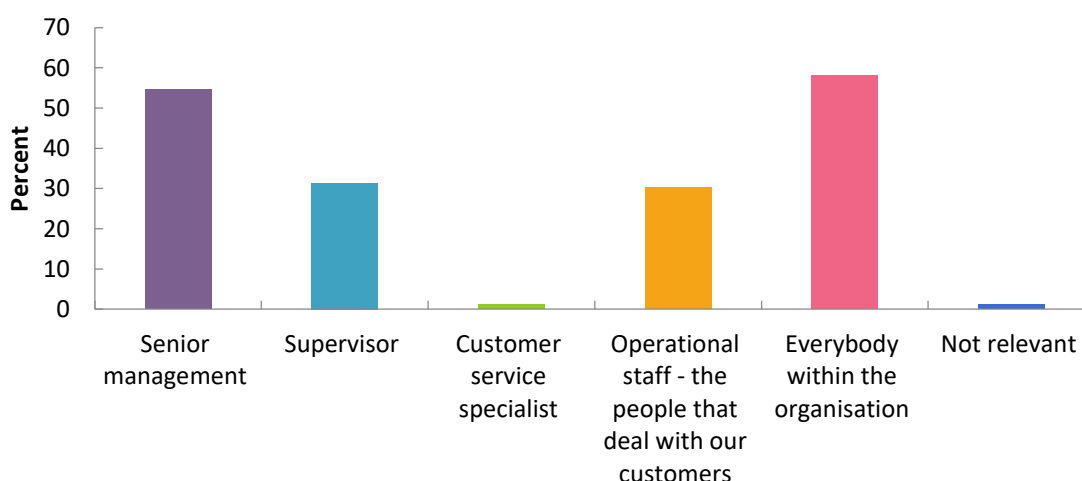 70
60
50
40
30
20
10
0
Percent
Senior
management
Supervisor
Customer
service
specialist
Operational
staff - the
people that
deal with our
customers
Everybody
within the
organisation
Not relevant